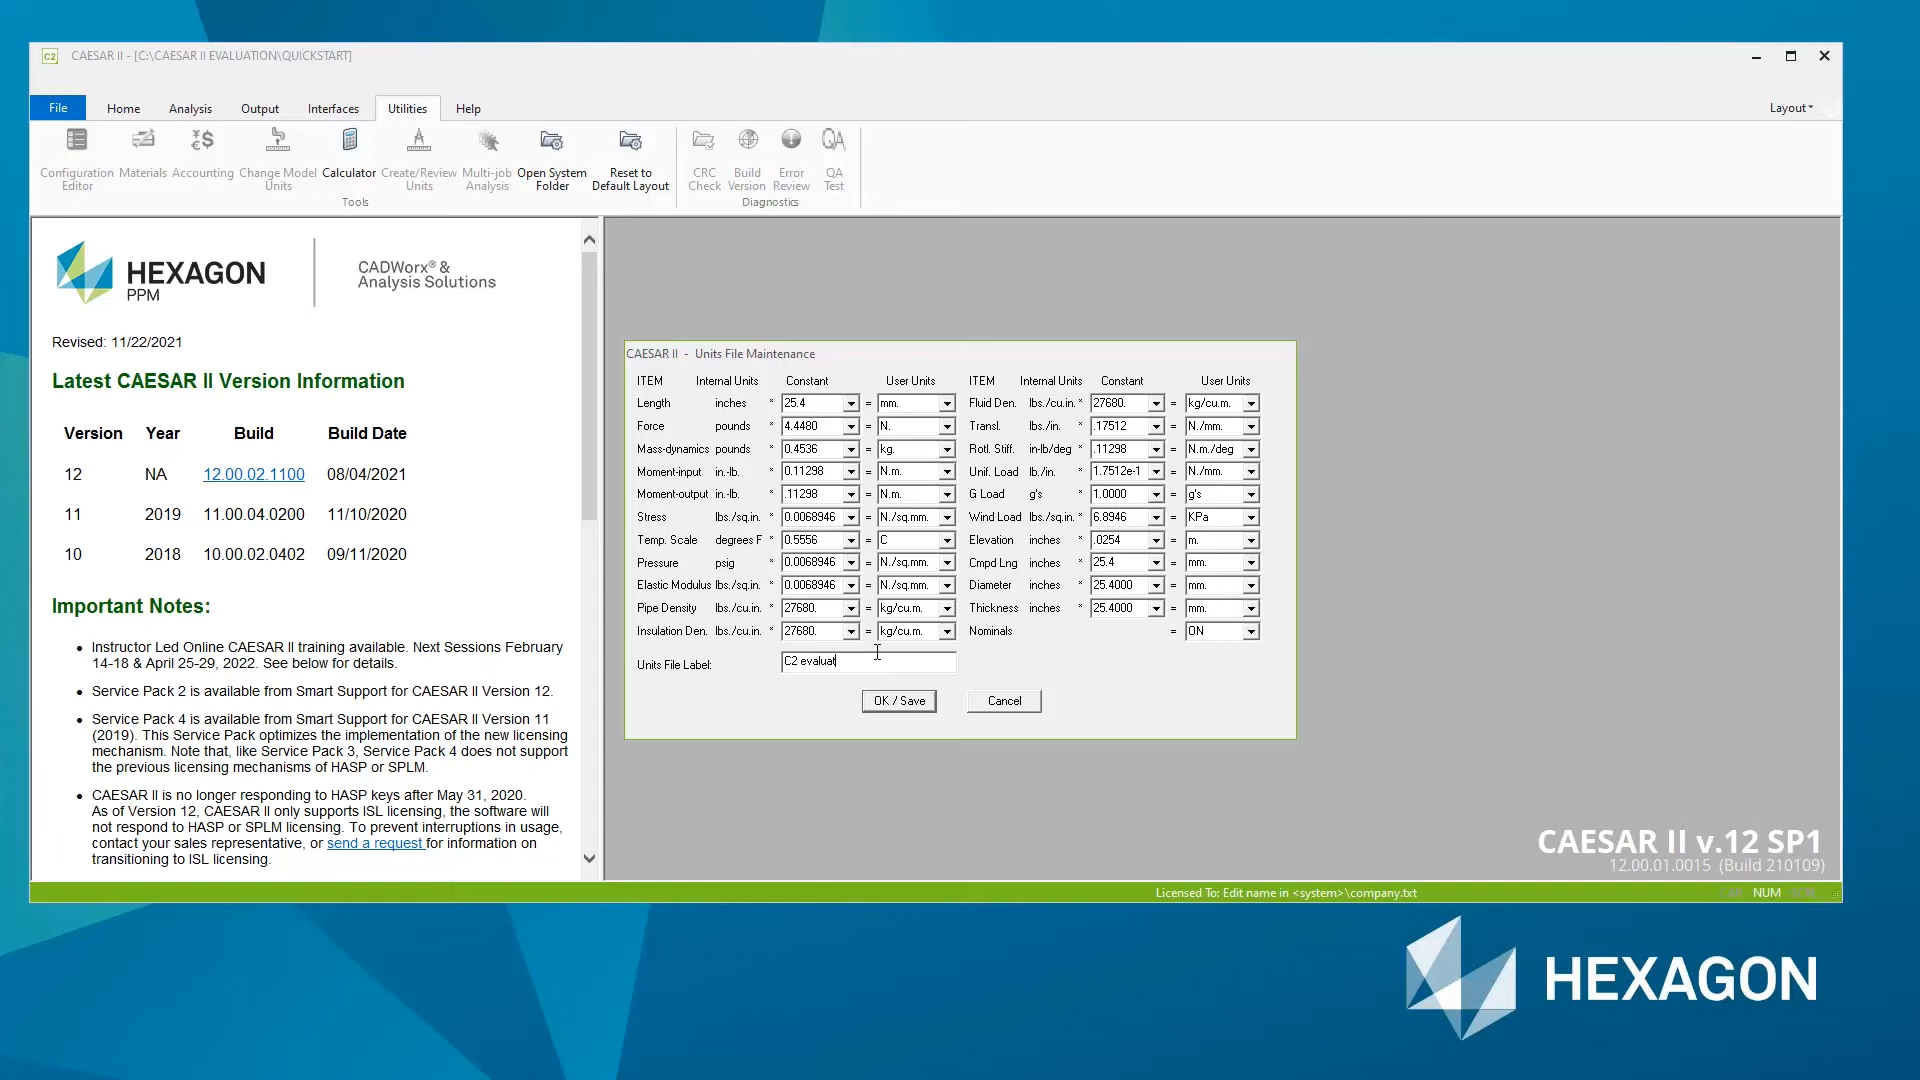 C2 CAESAR II - [C:\CAESAR II EVALUATION\QUICKSTART]
File Home Analysis Output Interfaces Utilities Help Layout
Configuration Editor
Materials
Accounting
Change Model Units
Calculator
Create/Review Units
Multi-job Analysis
Open System Folder
Reset to Default Layout
Tools
CRC Check
Build Version
Error Review
QA Test
Diagnostics
HEXAGON
PPM
CADWorx® &
Analysis Solutions
Revised: 11/22/2021
Latest CAESAR II Version Information
Version Year Build Build Date
12 NA 12.00.02.1100 08/04/2021
11 2019 11.00.04.0200 11/10/2020
10 2018 10.00.02.0402 09/11/2020
Important Notes:
• Instructor Led Online CAESAR II training available. Next Sessions February
14-18 & April 25-29, 2022. See below for details.
• Service Pack 2 is available from Smart Support for CAESAR II Version 12.
• Service Pack 4 is available from Smart Support for CAESAR II Version 11
(2019). This Service Pack optimizes the implementation of the new licensing
mechanism. Note that, like Service Pack 3, Service Pack 4 does not support
the previous licensing mechanisms of HASP or SPLM.
• CAESAR II is no longer responding to HASP keys after May 31, 2020.
As of Version 12, CAESAR II only supports ISL licensing, the software will
not respond to HASP or SPLM licensing. To prevent interruptions in usage,
contact your sales representative, or send a request for information on
transitioning to ISL licensing.
CAESAR II - Units File Maintenance
ITEM Internal Units Constant User Units ITEM Internal Units Constant User Units
Length inches * 25.4 = mm. Fluid Den. lbs./cu.in. * 27680. = kg/cu.m.
Force pounds * 4.4480 = N. Transl. lbs./in. * .17512 = N./mm.
Mass-dynamics pounds * 0.4536 = kg. Rotl. Stiff. in-lb/deg * .11298 = N.m./deg
Moment-input in.-lb. * 0.11298 = N.m. Unif. Load lb./in. * 1.7512e-1 = N./mm.
Moment-output in.-lb. * .11298 = N.m. G Load g's * 1.0000 = g's
Stress lbs./sq.in. * 0.0068946 = N./sq.mm. Wind Load lbs./sq.in. * 6.8946 = KPa
Temp. Scale degrees F * 0.5556 = C Elevation inches * .0254 = m.
Pressure psig * 0.0068946 = N./sq.mm. Cmpd Lng inches * 25.4 = mm.
Elastic Modulus lbs./sq.in. * 0.0068946 = N./sq.mm. Diameter inches * 25.4000 = mm.
Pipe Density lbs./cu.in. * 27680. = kg/cu.m. Thickness inches * 25.4000 = mm.
Insulation Den. lbs./cu.in. * 27680. = kg/cu.m. Nominals = ON
Units File Label: C2 evaluat
OK / Save Cancel
CAESAR II v.12 SP1
12.00.01.0015 (Build 210109)
Licensed To: Edit name in <system>\company.txt
NUM
HEXAGON